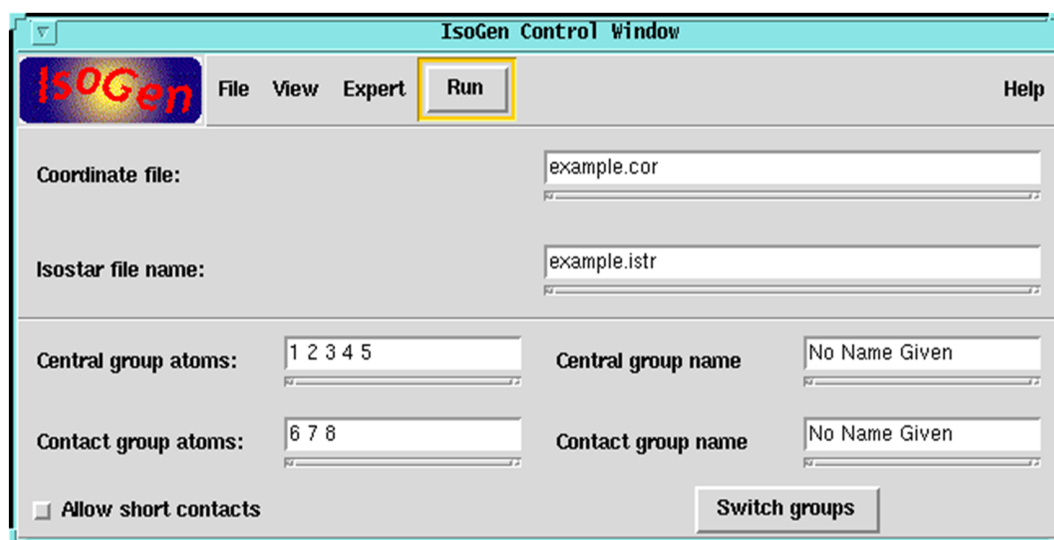 IsoGen Control Window
IsoGen File View Expert Run Help
Coordinate file: example.cor
Isostar file name: example.istr
Central group atoms: 1 2 3 4 5 Central group name No Name Given
Contact group atoms: 6 7 8 Contact group name No Name Given
Allow short contacts Switch groups